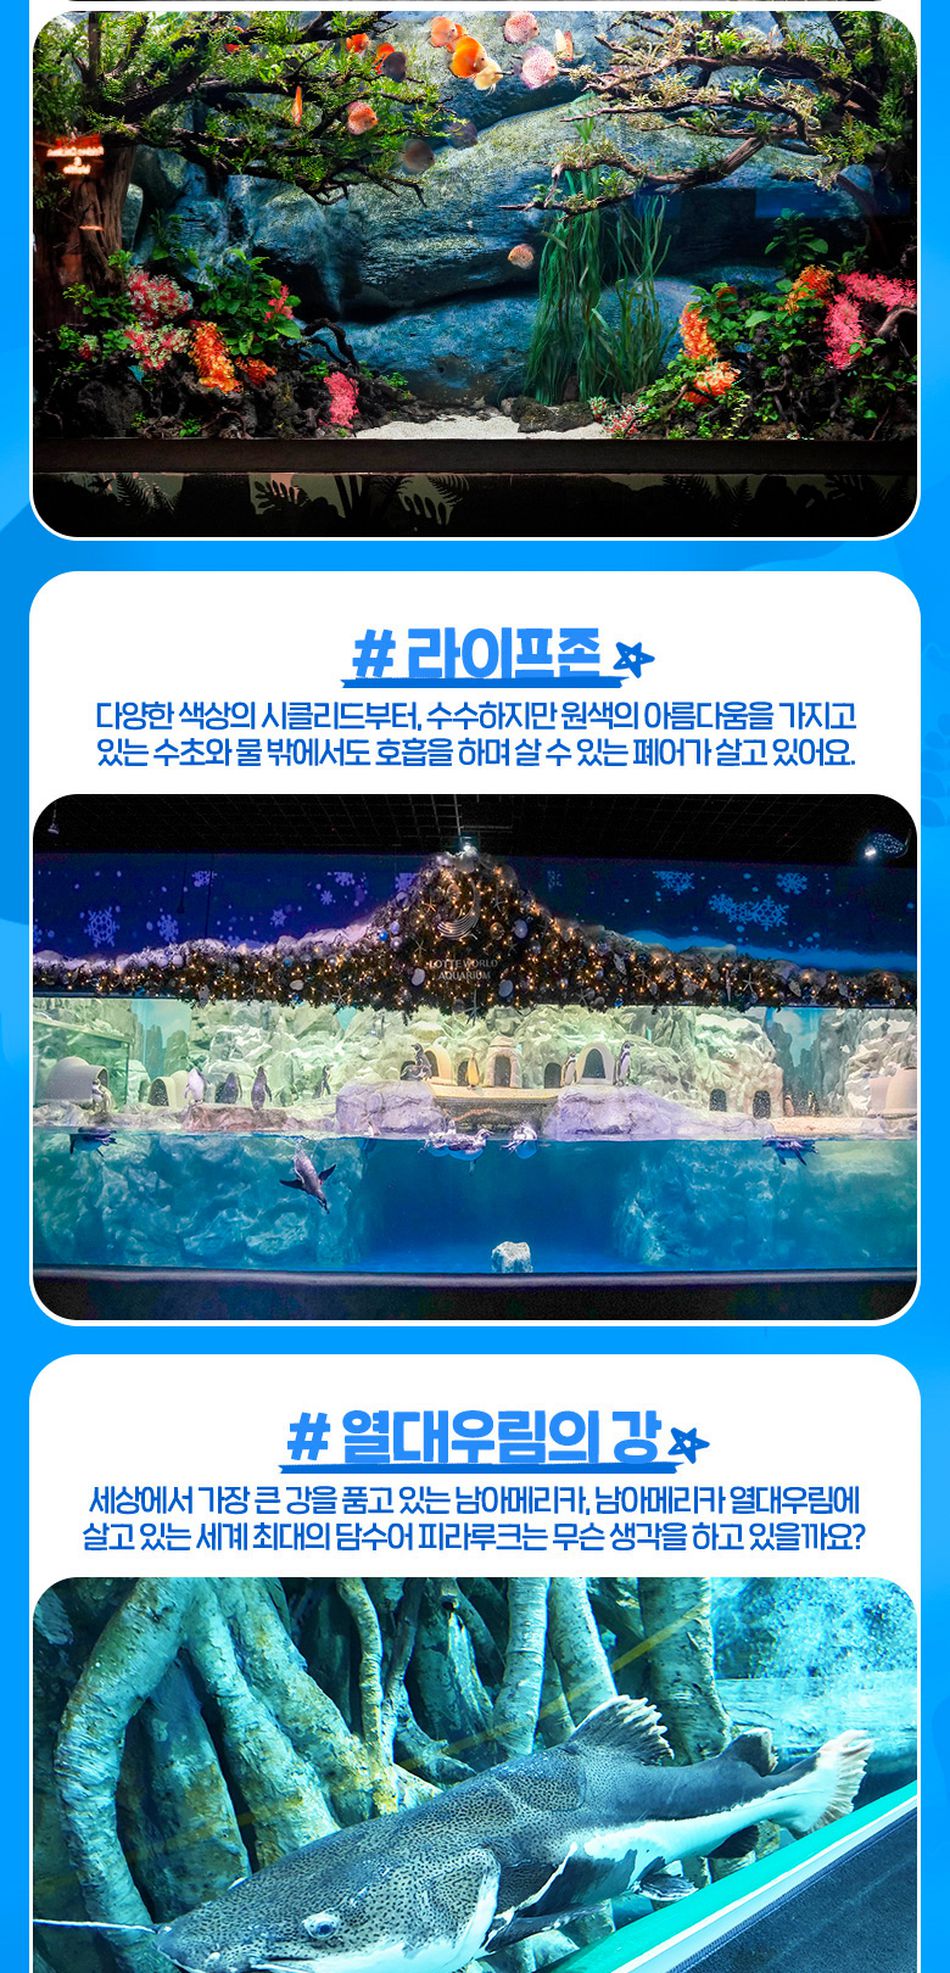 # 라이프존
다양한 색상의 시클리드부터, 수수하지만 원색의 아름다움을 가지고
있는 수초와 물 밖에서도 호흡을 하며 살 수 있는 폐어가 살고 있어요.
LOTTE WORLD
AQUARIUM
# 열대우림의 강
세상에서 가장 큰 강을 품고 있는 남아메리카, 남아메리카 열대우림에
살고 있는 세계 최대의 담수어 피라루크는 무슨 생각을 하고 있을까요?